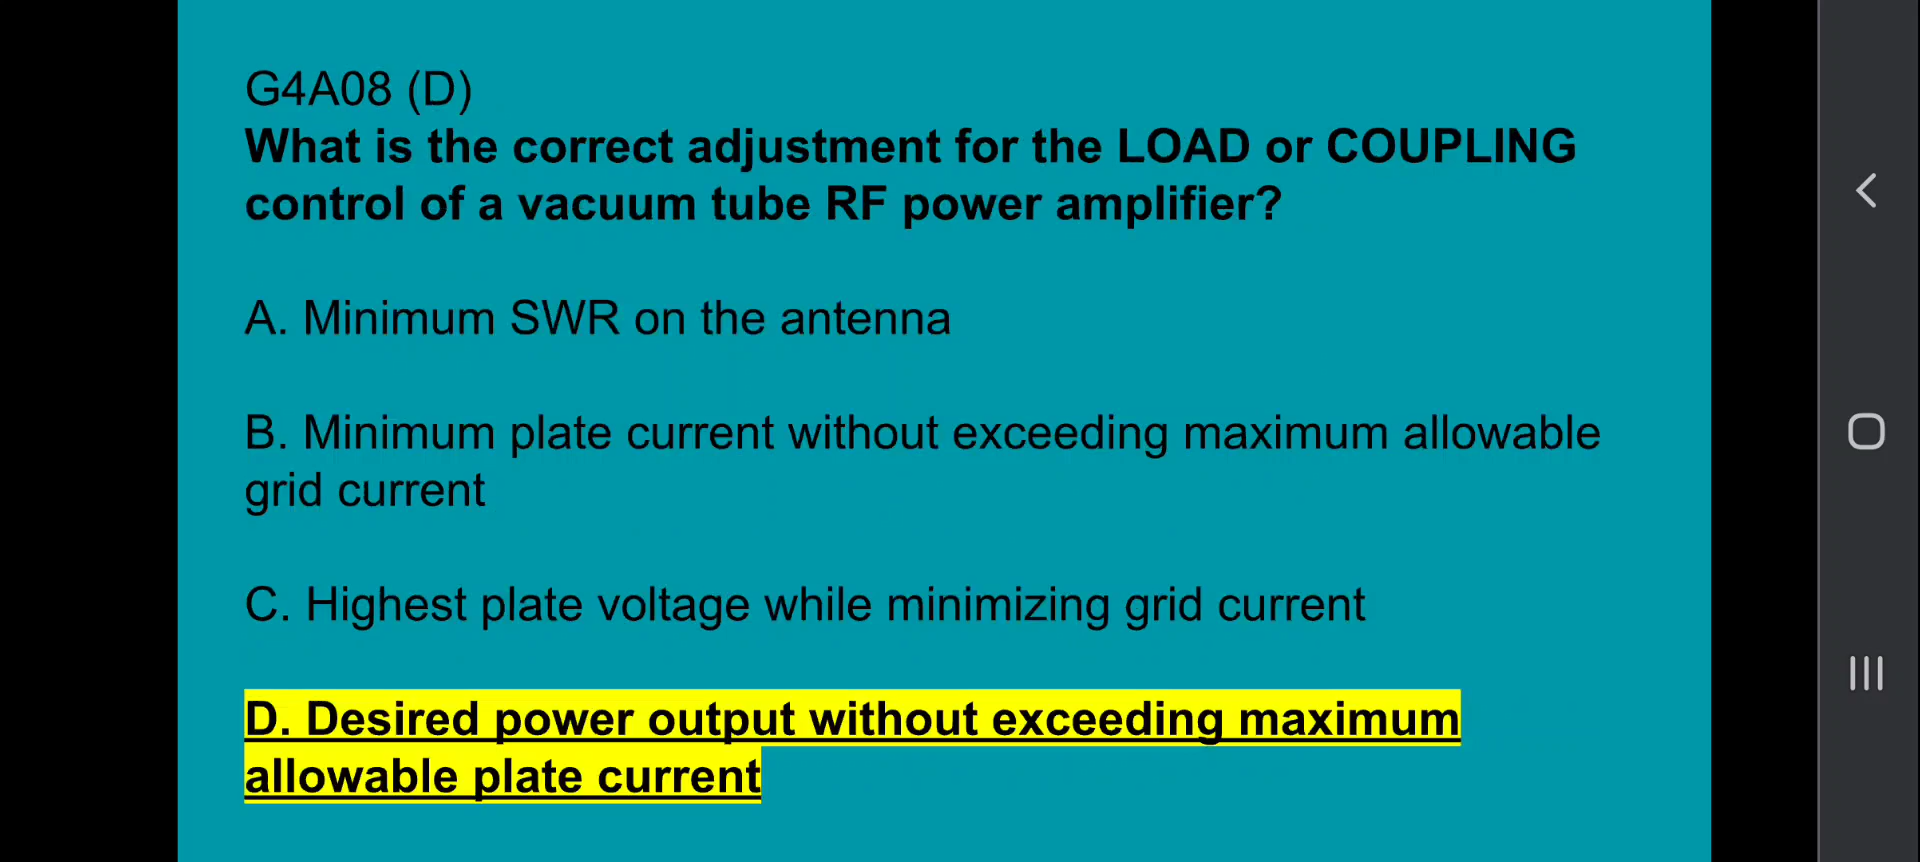 G4A08 (D)
What is the correct adjustment for the LOAD or COUPLING
control of a vacuum tube RF power amplifier?
A. Minimum SWR on the antenna
B. Minimum plate current without exceeding maximum allowable
grid current
C. Highest plate voltage while minimizing grid current
D. Desired power output without exceeding maximum
allowable plate current